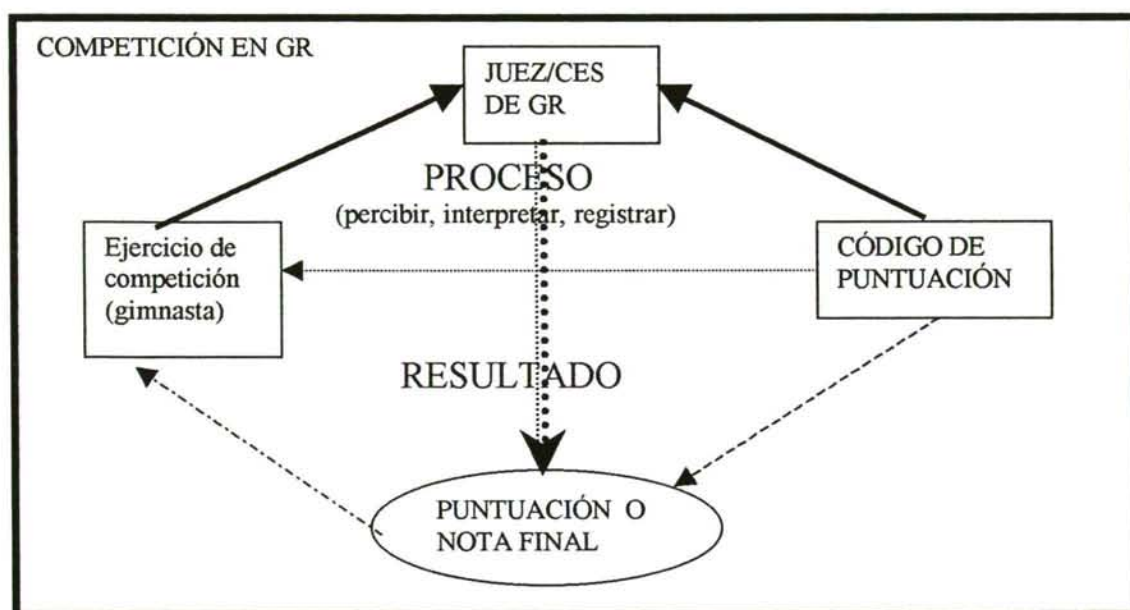 COMPETICIÓN EN GR
JUEZ/CES
DE GR
PROCESO
(percibir, interpretar, registrar)
Ejercicio de
competición
(gimnasta)
CÓDIGO DE
PUNTUACIÓN
RESULTADO
PUNTUACIÓN O
NOTA FINAL